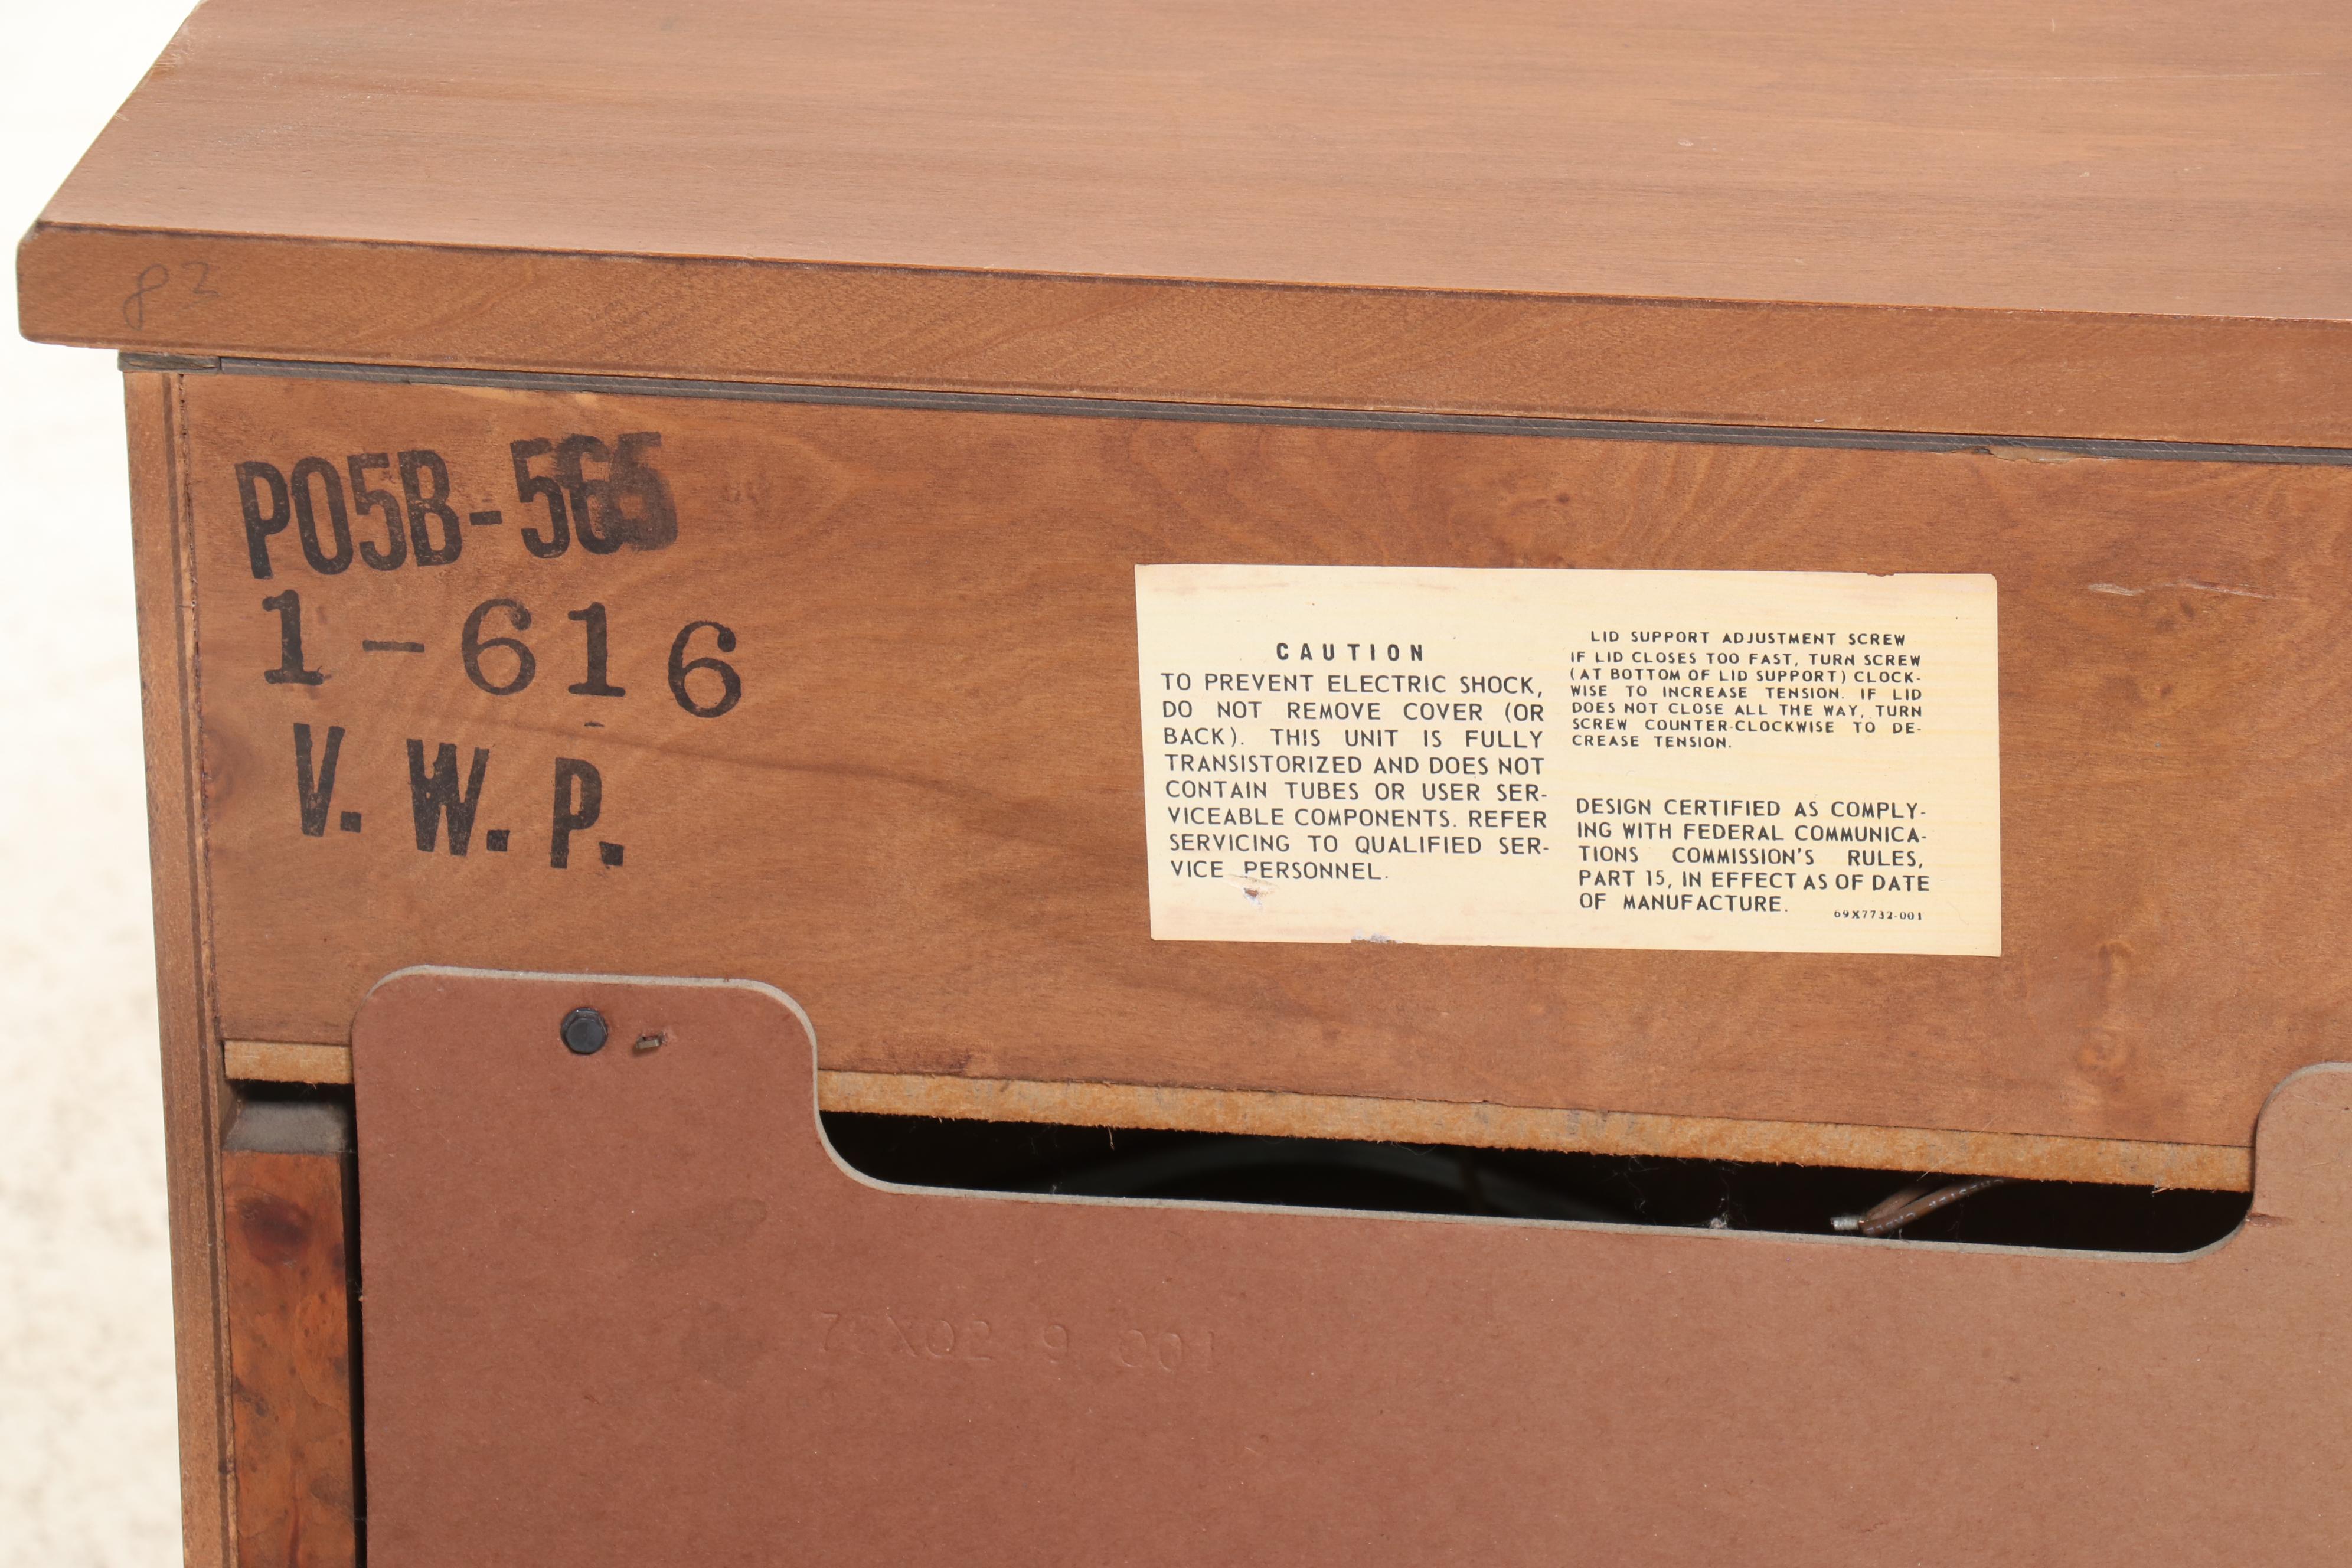 82
P05B-565
1-616
V. W. P.
CAUTION
TO PREVENT ELECTRIC SHOCK,
DO NOT REMOVE COVER (OR
BACK). THIS UNIT IS FULLY
TRANSISTORIZED AND DOES NOT
CONTAIN TUBES OR USER SER-
VICEABLE COMPONENTS. REFER
SERVICING TO QUALIFIED SER-
VICE PERSONNEL.
LID SUPPORT ADJUSTMENT SCREW
IF LID CLOSES TOO FAST, TURN SCREW
(AT BOTTOM OF LID SUPPORT) CLOCK-
WISE TO INCREASE TENSION. IF LID
DOES NOT CLOSE ALL THE WAY, TURN
SCREW COUNTER-CLOCKWISE TO DE-
CREASE TENSION.
DESIGN CERTIFIED AS COMPLY-
ING WITH FEDERAL COMMUNICA-
TIONS COMMISSION'S RULES,
PART 15, IN EFFECT AS OF DATE
OF MANUFACTURE.
69X7732-001